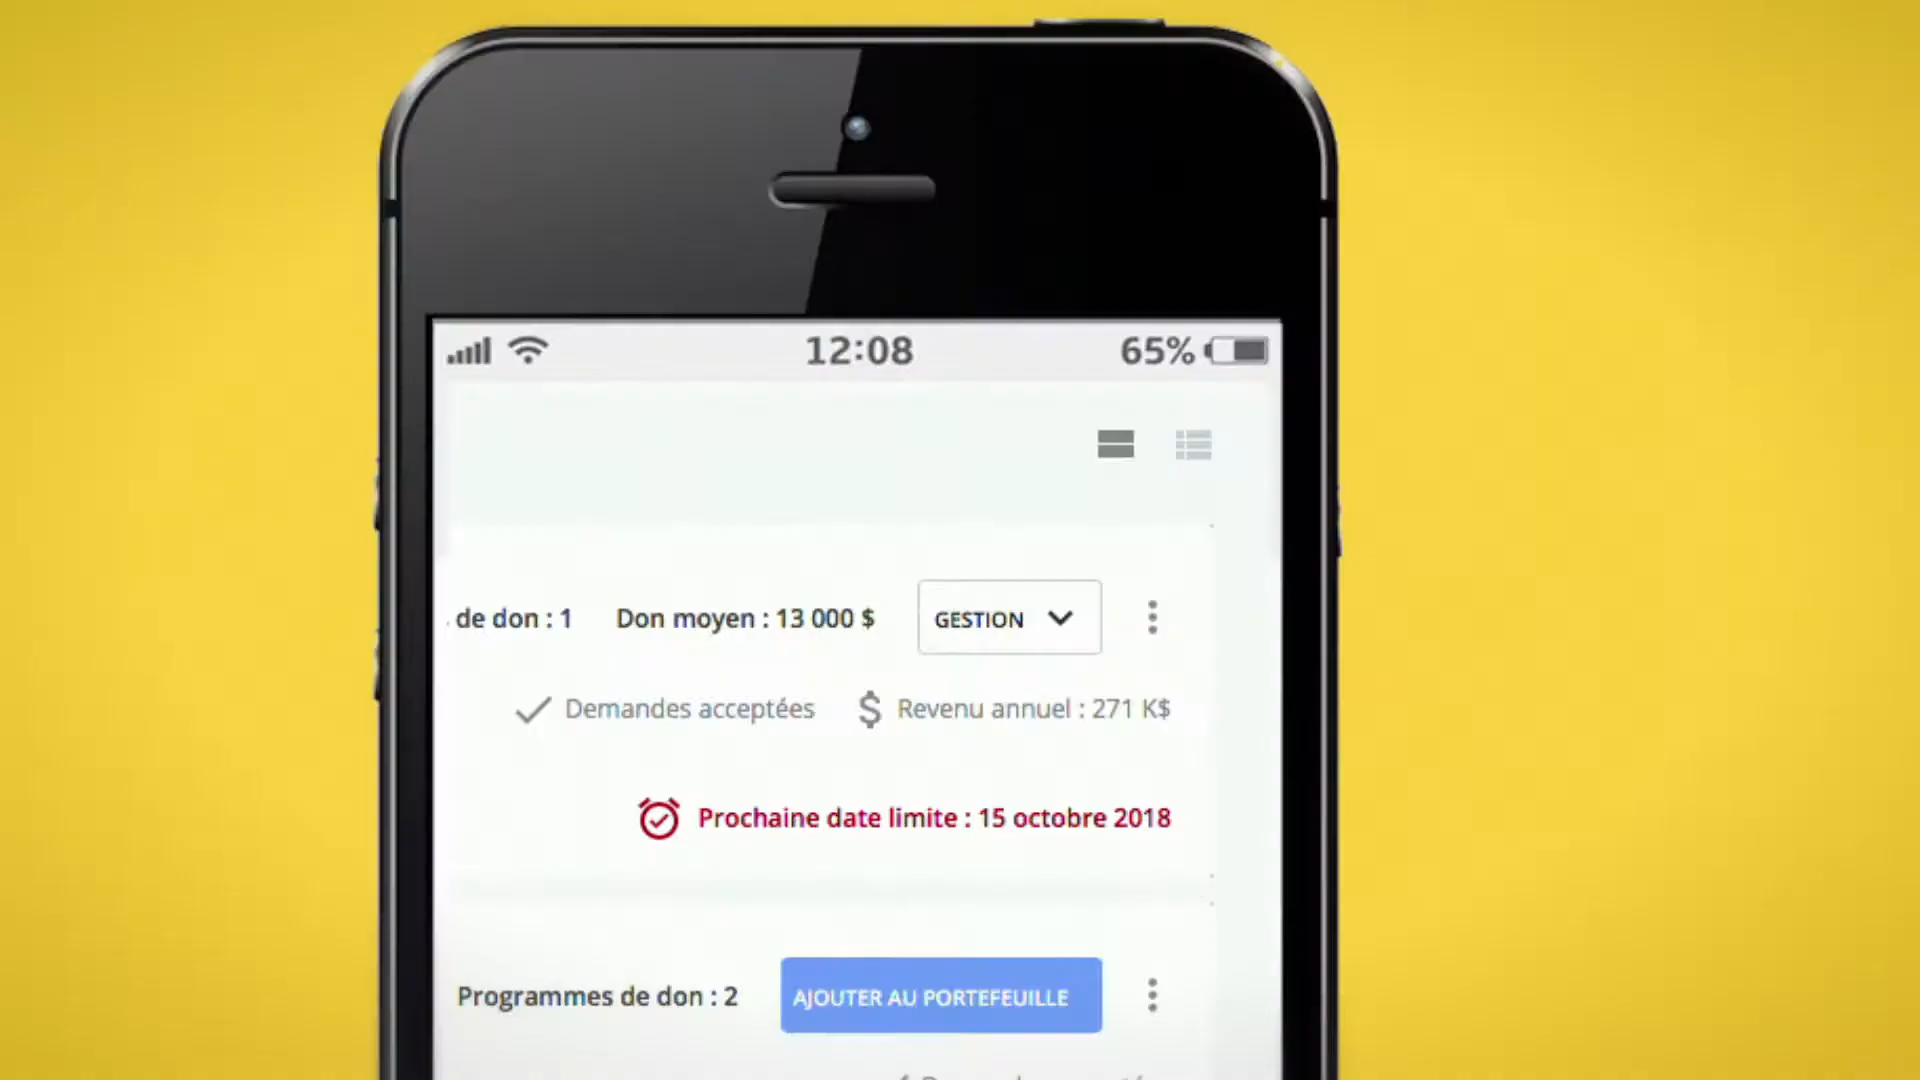 12:08 65%
de don : 1 Don moyen : 13 000 $ GESTION
Demandes acceptées $ Revenu annuel : 271 K$
Prochaine date limite : 15 octobre 2018
Programmes de don : 2 AJOUTER AU PORTEFEUILLE